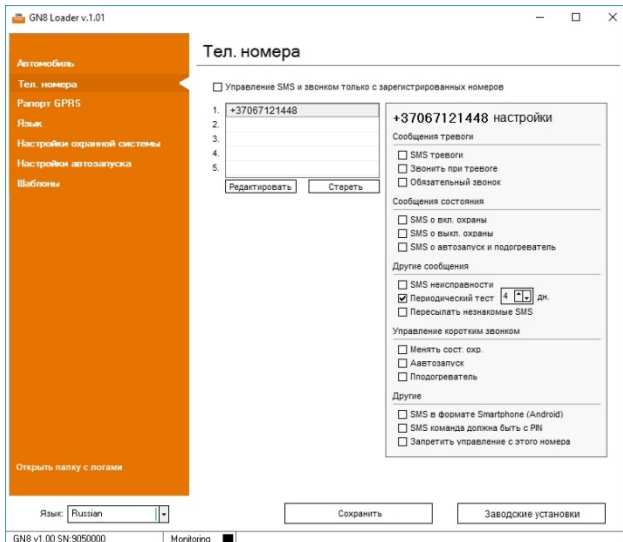 GN8 Loader v.1.01
Автомобиль
Тел. номера
Рапорт GPRS
Язык
Настройки охранной системы
Настройки автозапуска
Шаблоны
Открыть папку с логами
Язык: Russian
Тел. номера
Управление SMS и звонком только с зарегистрированных номеров
1. +37067121448
2.
3.
4.
5.
Редактировать Стереть
+37067121448 настройки
Сообщения тревоги
SMS тревоги
Звонить при тревоге
Обязательный звонок
Сообщения состояния
SMS о вкл. охраны
SMS о выкл. охраны
SMS о автозапуск и подогреватель
Другие сообщения
SMS неисправности
Периодический тест 4 дн.
Пересылать незнакомые SMS
Управление коротким звонком
Менять сост. охр.
Аавтозапуск
Пподогреватель
Другие
SMS в формате Smartphone (Android)
SMS команда должна быть с PIN
Запретить управление с этого номера
Сохранить Заводские установки
GN8 v1.00 SN:9050000 Monitoring